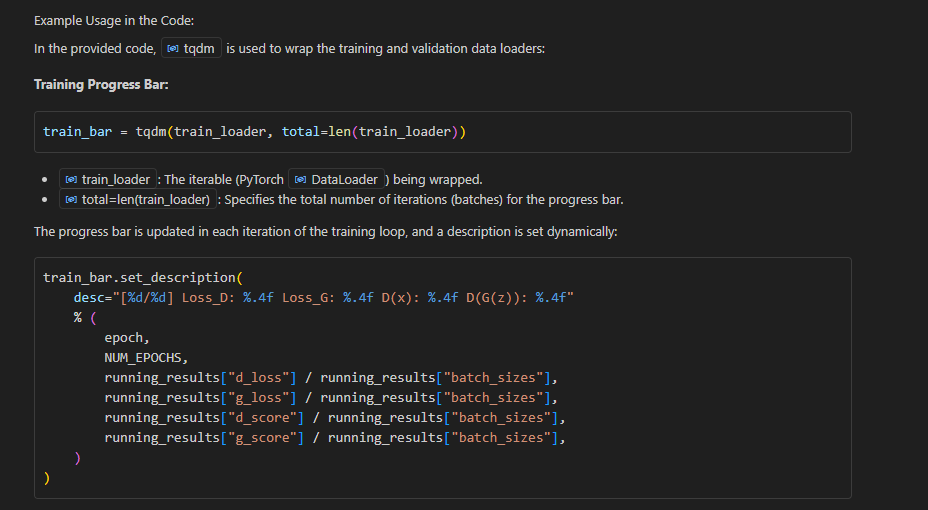 Example Usage in the Code:
In the provided code, tqdm is used to wrap the training and validation data loaders:
Training Progress Bar:
train_bar = tqdm(train_loader, total=len(train_loader))
• train_loader : The iterable (PyTorch DataLoader ) being wrapped.
• total=len(train_loader) : Specifies the total number of iterations (batches) for the progress bar.
The progress bar is updated in each iteration of the training loop, and a description is set dynamically:
train_bar.set_description(
    desc="[%d/%d] Loss_D: %.4f Loss_G: %.4f D(x): %.4f D(G(z)): %.4f"
    % (
        epoch,
        NUM_EPOCHS,
        running_results["d_loss"] / running_results["batch_sizes"],
        running_results["g_loss"] / running_results["batch_sizes"],
        running_results["d_score"] / running_results["batch_sizes"],
        running_results["g_score"] / running_results["batch_sizes"],
    )
)